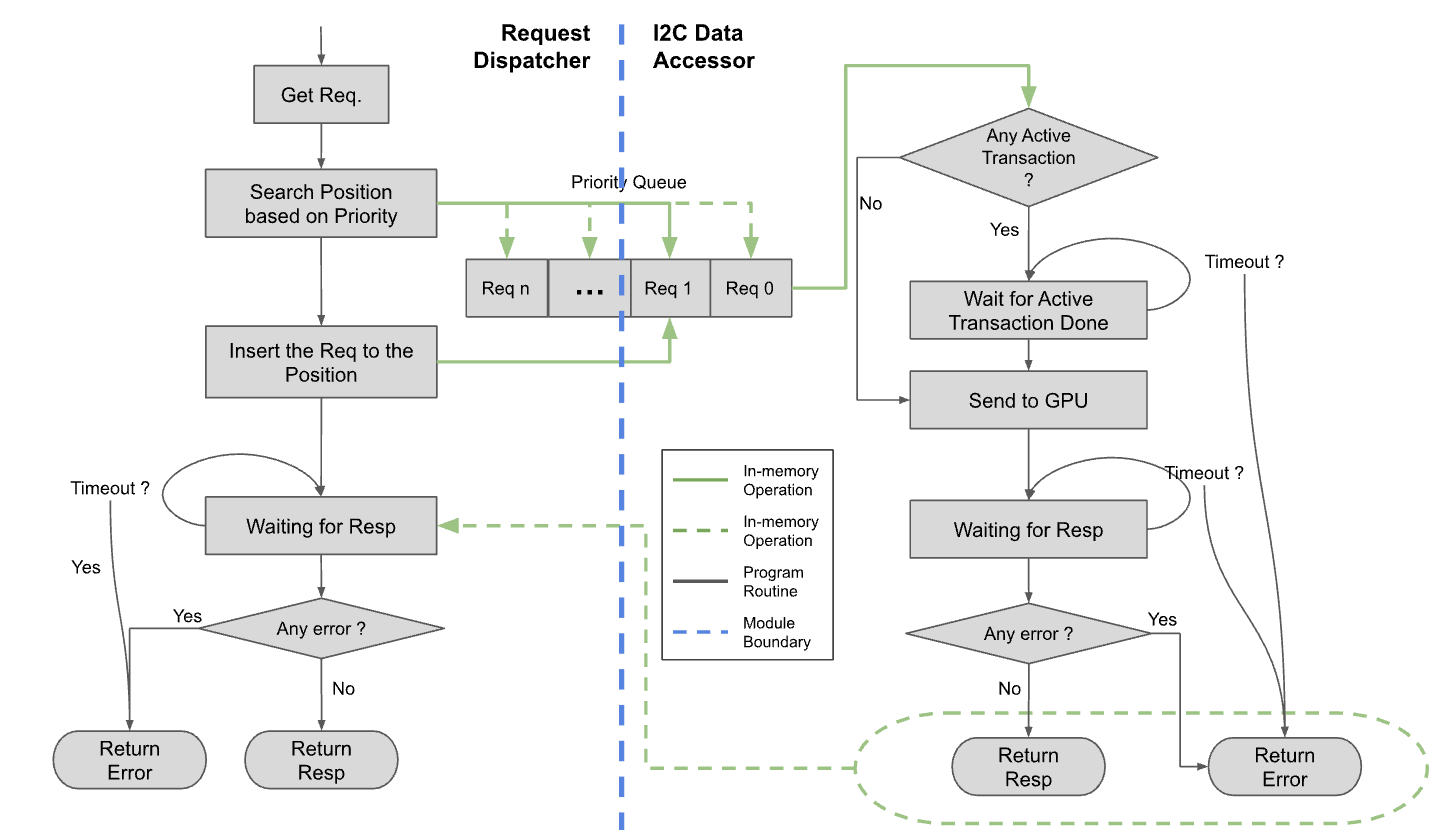 Request
Dispatcher
I2C Data
Accessor
Get Req.
Search Position
based on Priority
Insert the Req to the
Position
Timeout ?
Waiting for Resp
Yes
Yes
Any error ?
No
Return
Error
Return
Resp
Priority Queue
Req n
...
Req 1
Req 0
In-memory
Operation
In-memory
Operation
Program
Routine
Module
Boundary
Any Active
Transaction
?
No
Yes
Timeout ?
Wait for Active
Transaction Done
Send to GPU
Timeout ?
Waiting for Resp
Any error ?
Yes
No
Return
Resp
Return
Error